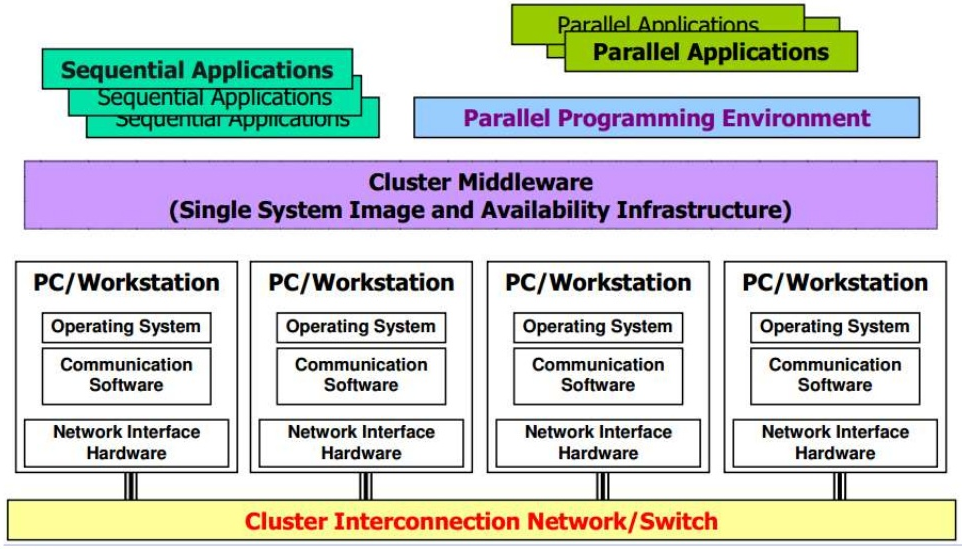 Parallel Applications
Parallel Applications
Sequential Applications
Sequential Applications
Sequential Applications
Parallel Programming Environment
Cluster Middleware
(Single System Image and Availability Infrastructure)
PC/Workstation
Operating System
Communication
Software
Network Interface
Hardware
PC/Workstation
Operating System
Communication
Software
Network Interface
Hardware
PC/Workstation
Operating System
Communication
Software
Network Interface
Hardware
PC/Workstation
Operating System
Communication
Software
Network Interface
Hardware
Cluster Interconnection Network/Switch